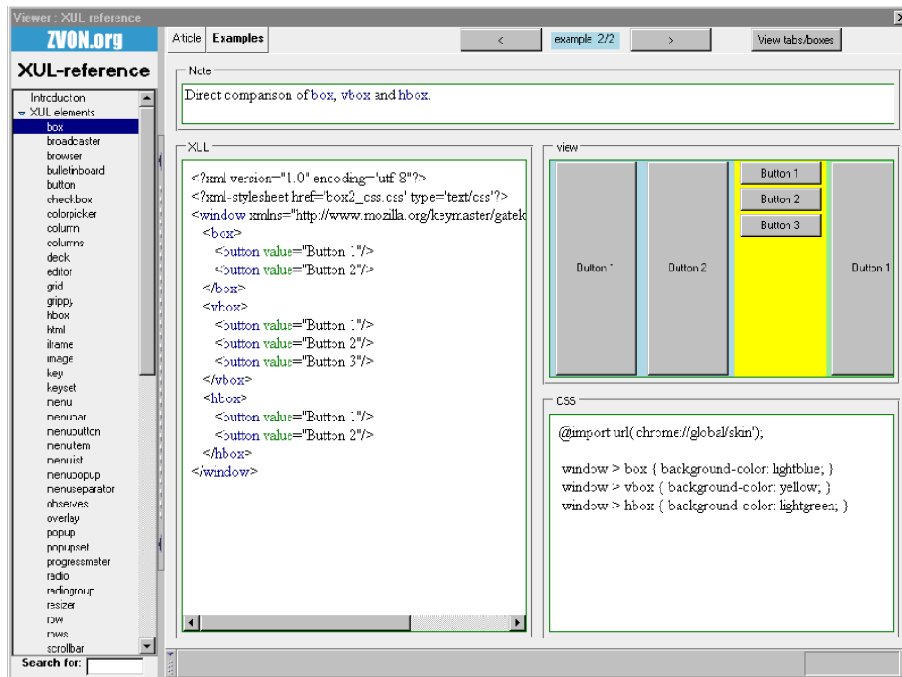 Viewer : XUL reference
ZVON.org
XUL-reference
Introduction
XUL elements
box
broadcaster
browser
bulletinboard
button
checkbox
colorpicker
column
columns
deck
editor
grid
grippy
hbox
html
iframe
image
key
keyset
menu
menubar
menubutton
menuitem
menulist
menupopup
menuseparator
observes
overlay
popup
popupset
progressmeter
radio
radiogroup
resizer
row
rows
scrollbar
Search for:
Article Examples
< example 2/2 > View tabs/boxes
Note
Direct comparison of box, vbox and hbox.
XLL
<?xml version="1.0" encoding='utf 8"?>
<?xml-stylesheet href='box2_css.css' type='text/css'?>
<window xmlns="http://www.mozilla.org/keymaster/gatek
<box>
<button value="Button 1"/>
<button value="Button 2"/>
</box>
<vbox>
<button value="Button 1"/>
<button value="Button 2"/>
<button value="Button 3"/>
</vbox>
<hbox>
<button value="Button 1"/>
<button value="Button 2"/>
</hbox>
</window>
view
Button 1
Button 2
Button 1
Button 2
Button 3
Button 1
CSS
@import url( chrome://global/skin');
window > box { background-color: lightblue; }
window > vbox { background-color: yellow; }
window > hbox { background color: lightgreen; }